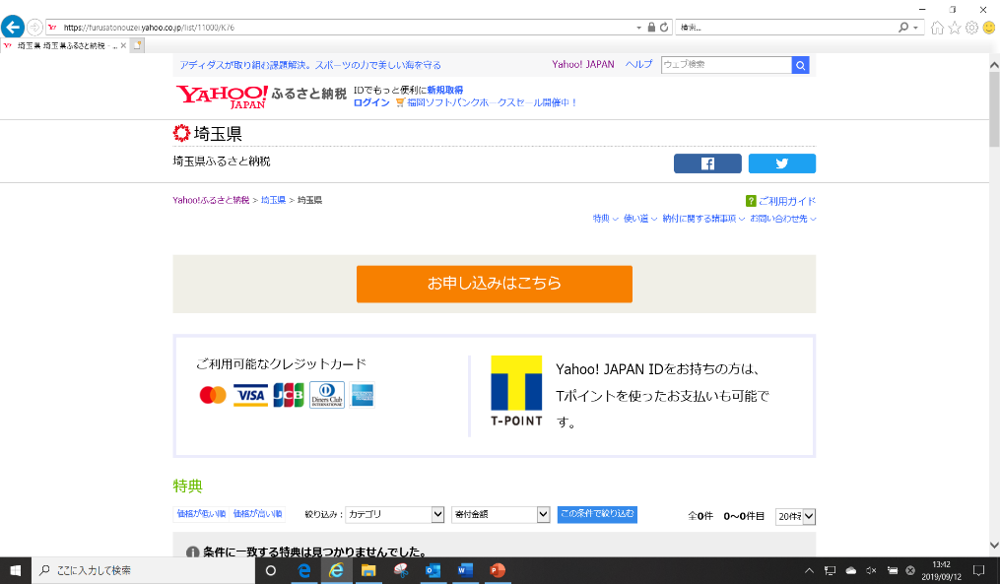 https://furusatonouzei.yahoo.co.jp/list/11000/K76
検索...
埼玉県 埼玉県ふるさと納税 - ...
アディダスが取り組む課題解決。スポーツの力で美しい海を守る
Yahoo! JAPAN ヘルプ ウェブ検索
YAHOO! JAPAN ふるさと納税
IDでもっと便利に新規取得
ログイン 福岡ソフトバンクホークスセール開催中！
埼玉県
埼玉県ふるさと納税
Yahoo!ふるさと納税 > 埼玉県 > 埼玉県
? ご利用ガイド
特典 使い道 納付に関する諸事項 お問い合わせ先
お申し込みはこちら
ご利用可能なクレジットカード
VISA JCB Diners Club INTERNATIONAL
T-POINT
Yahoo! JAPAN IDをお持ちの方は、
Tポイントを使ったお支払いも可能で
す。
特典
価格が低い順 価格が高い順 絞り込み： カテゴリ 寄付金額 この条件で絞り込む 全0件 0～0件目 20件
条件に一致する特典は見つかりませんでした。
ここに入力して検索
13:42
2019/09/12